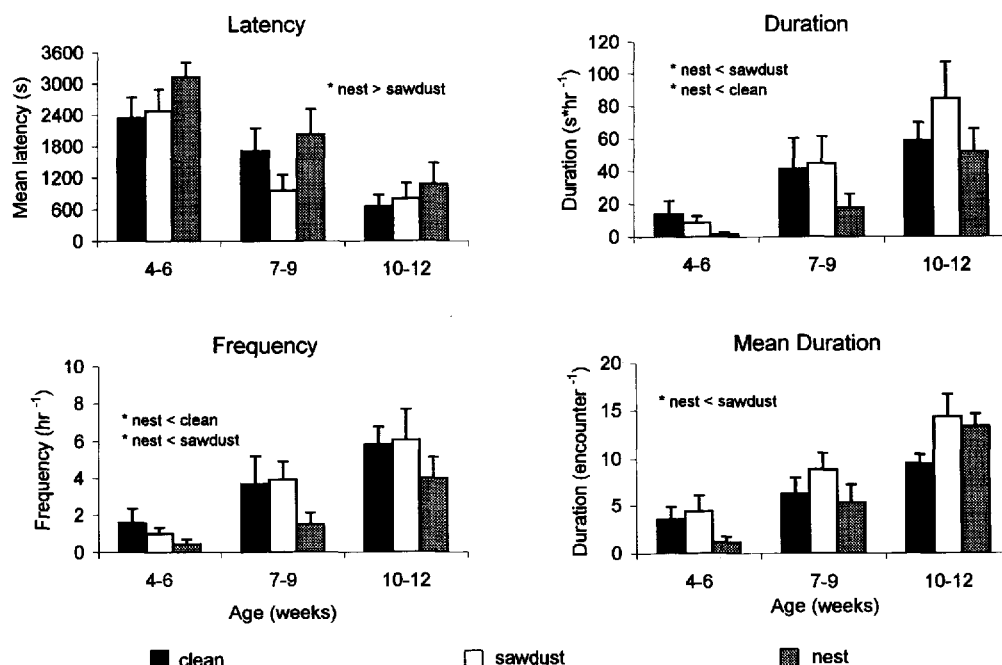 Latency
Mean latency (s)
3600
3000
2400
1800
1200
600
0
* nest > sawdust
4-6
7-9
10-12
Duration
Duration (s*hr⁻¹)
120
100
80
60
40
20
0
* nest < sawdust
* nest < clean
4-6
7-9
10-12
Frequency
Frequency (hr⁻¹)
10
8
6
4
2
0
* nest < clean
* nest < sawdust
4-6
7-9
10-12
Age (weeks)
Mean Duration
Duration (encounter⁻¹)
20
15
10
5
0
* nest < sawdust
4-6
7-9
10-12
Age (weeks)
clean
sawdust
nest